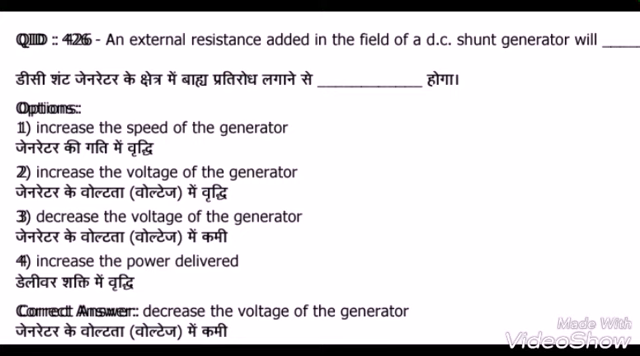 QID : 426 - An external resistance added in the field of a d.c. shunt generator will _____
डीसी शंट जेनरेटर के क्षेत्र में बाह्य प्रतिरोध लगाने से _____________ होगा।
Options:
1) increase the speed of the generator
जेनरेटर की गति में वृद्धि
2) increase the voltage of the generator
जेनरेटर के वोल्टता (वोल्टेज) में वृद्धि
3) decrease the voltage of the generator
जेनरेटर के वोल्टता (वोल्टेज) में कमी
4) increase the power delivered
डेलीवर शक्ति में वृद्धि
Correct Answer: decrease the voltage of the generator
जेनरेटर के वोल्टता (वोल्टेज) में कमी
Made With
VideoShow